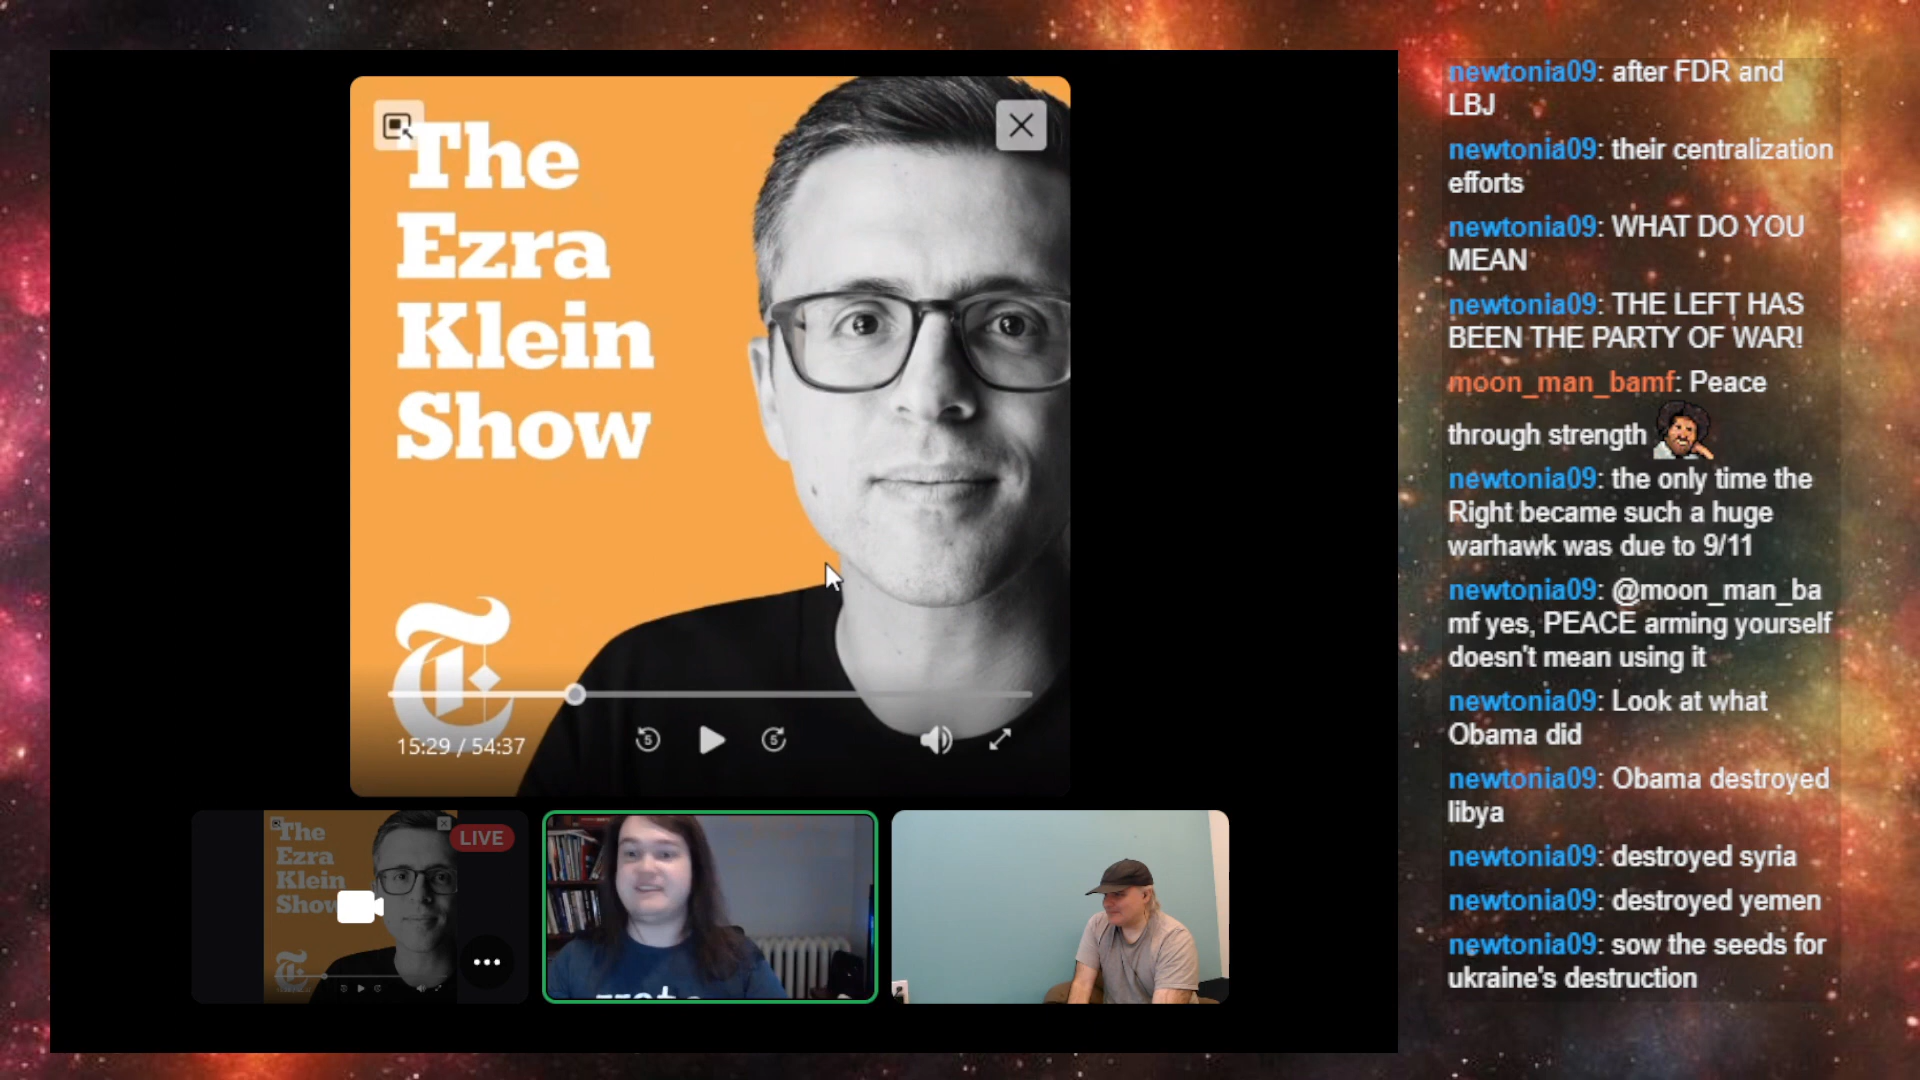 The
Ezra
Klein
Show
T
5
5
15:29 / 54:37
The
Ezra
Klein
Show
LIVE
newtonia09: after FDR and
LBJ
newtonia09: their centralization
efforts
newtonia09: WHAT DO YOU
MEAN
newtonia09: THE LEFT HAS
BEEN THE PARTY OF WAR!
moon_man_bamf: Peace
through strength
newtonia09: the only time the
Right became such a huge
warhawk was due to 9/11
newtonia09: @moon_man_ba
mf yes, PEACE arming yourself
doesn't mean using it
newtonia09: Look at what
Obama did
newtonia09: Obama destroyed
libya
newtonia09: destroyed syria
newtonia09: destroyed yemen
newtonia09: sow the seeds for
ukraine's destruction